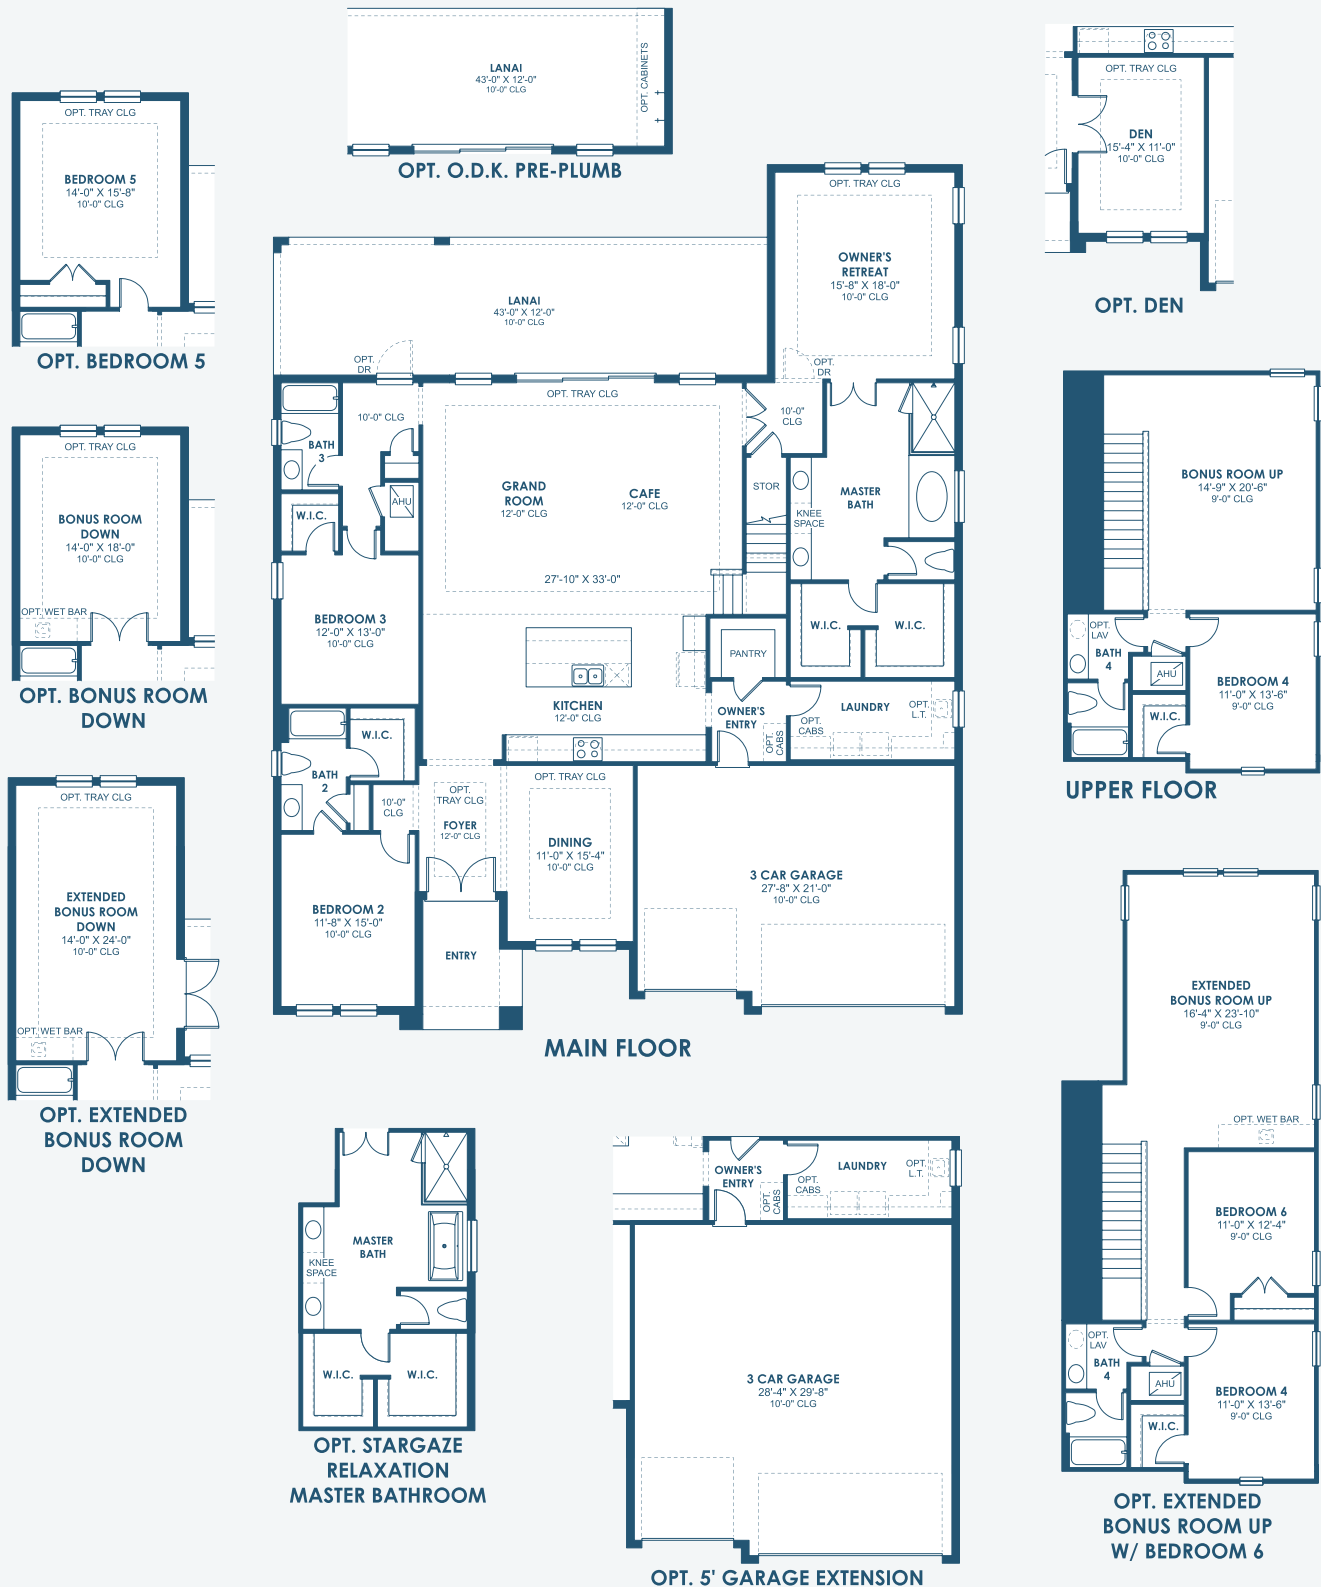 LANAI
43'-0" X 12'-0"
10'-0" CLG
OPT. CABINETS
OPT. O.D.K. PRE-PLUMB
OPT. TRAY CLG
BEDROOM 5
14'-0" X 15'-8"
10'-0" CLG
OPT. BEDROOM 5
OPT. TRAY CLG
BONUS ROOM
DOWN
14'-0" X 18'-0"
10'-0" CLG
OPT. WET BAR
OPT. BONUS ROOM
DOWN
OPT. TRAY CLG
EXTENDED
BONUS ROOM
DOWN
14'-0" X 24'-0"
10'-0" CLG
OPT. WET BAR
OPT. EXTENDED
BONUS ROOM
DOWN
OPT. TRAY CLG
OWNER'S
RETREAT
15'-8" X 18'-0"
10'-0" CLG
LANAI
43'-0" X 12'-0"
10'-0" CLG
OPT.
DR
OPT.
DR
OPT. TRAY CLG
10'-0" CLG
10'-0"
CLG
BATH
3
GRAND
ROOM
12'-0" CLG
CAFE
12'-0" CLG
27'-10" X 33'-0"
STOR
MASTER
BATH
KNEE
SPACE
AHU
W.I.C.
BEDROOM 3
12'-0" X 13'-0"
10'-0" CLG
W.I.C.
W.I.C.
PANTRY
KITCHEN
12'-0" CLG
OWNER'S
ENTRY
OPT.
CABS
OPT.
CABS
LAUNDRY
OPT.
L.T.
W.I.C.
BATH
2
10'-0"
CLG
OPT.
TRAY CLG
FOYER
12'-0" CLG
OPT. TRAY CLG
DINING
11'-0" X 15'-4"
10'-0" CLG
3 CAR GARAGE
27'-8" X 21'-0"
10'-0" CLG
BEDROOM 2
11'-8" X 15'-0"
10'-0" CLG
ENTRY
MAIN FLOOR
OPT. TRAY CLG
DEN
15'-4" X 11'-0"
10'-0" CLG
OPT. DEN
BONUS ROOM UP
14'-9" X 20'-6"
9'-0" CLG
OPT.
LAV
BATH
4
AHU
W.I.C.
BEDROOM 4
11'-0" X 13'-6"
9'-0" CLG
UPPER FLOOR
EXTENDED
BONUS ROOM UP
16'-4" X 23'-10"
9'-0" CLG
OPT. WET BAR
BEDROOM 6
11'-0" X 12'-4"
9'-0" CLG
OPT.
LAV
BATH
4
AHU
W.I.C.
BEDROOM 4
11'-0" X 13'-6"
9'-0" CLG
OPT. EXTENDED
BONUS ROOM UP
W/ BEDROOM 6
MASTER
BATH
KNEE
SPACE
W.I.C.
W.I.C.
OPT. STARGAZE
RELAXATION
MASTER BATHROOM
OWNER'S
ENTRY
OPT.
CABS
OPT.
CABS
LAUNDRY
OPT.
L.T.
3 CAR GARAGE
28'-4" X 29'-8"
10'-0" CLG
OPT. 5' GARAGE EXTENSION